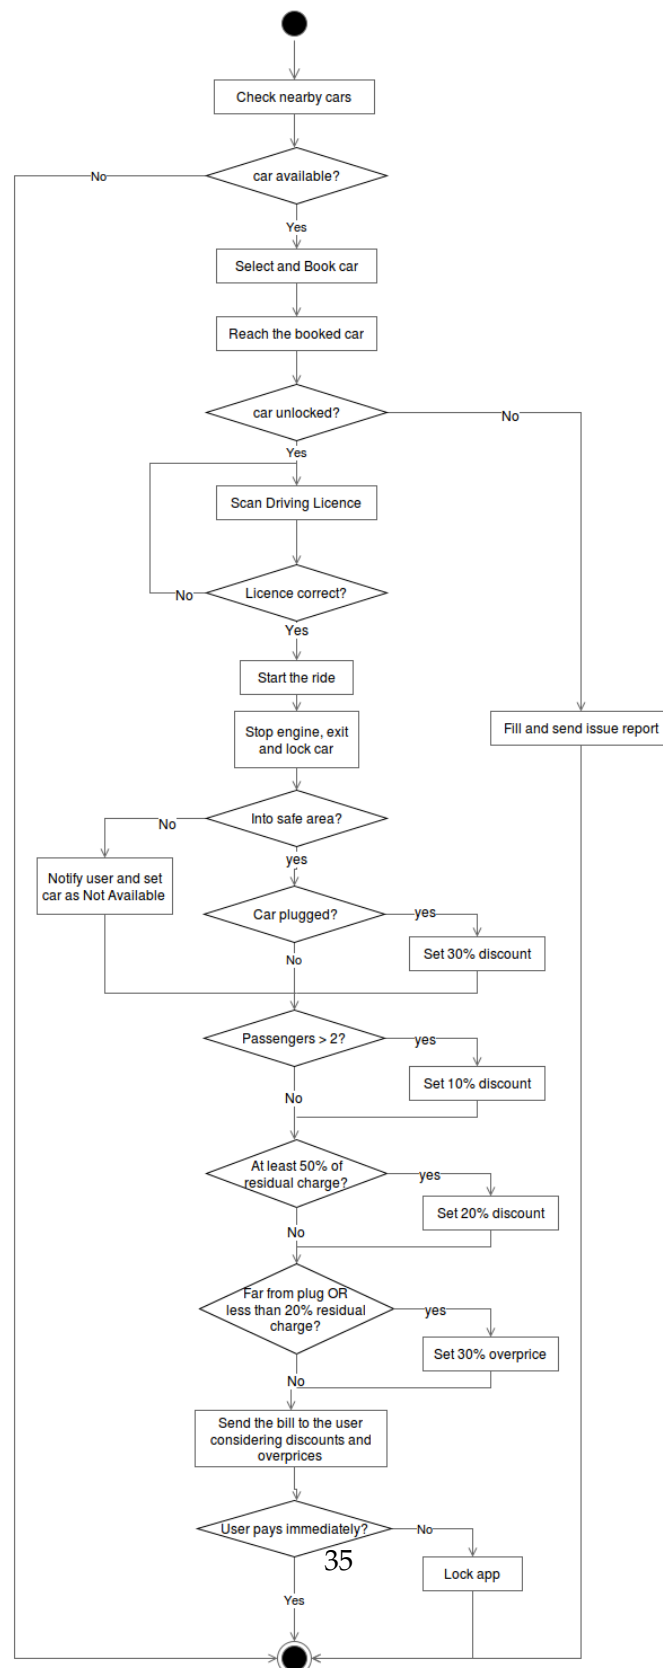 Check nearby cars
No
car available?
Yes
Select and Book car
Reach the booked car
car unlocked?
No
Yes
Scan Driving Licence
No
Licence correct?
Yes
Start the ride
Stop engine, exit
and lock car
Fill and send issue report
No
Into safe area?
yes
Notify user and set
car as Not Available
Car plugged?
yes
Set 30% discount
No
Passengers > 2?
yes
Set 10% discount
No
At least 50% of
residual charge?
yes
Set 20% discount
No
Far from plug OR
less than 20% residual
charge?
yes
Set 30% overprice
No
Send the bill to the user
considering discounts and
overprices
User pays immediately?
No
35
Lock app
Yes